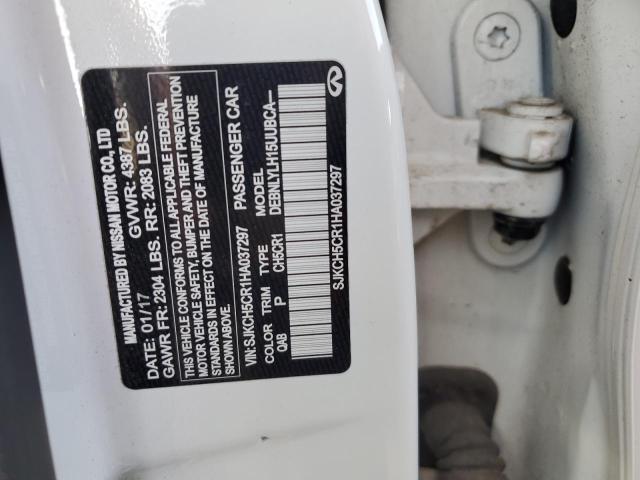 MANUFACTURED BY NISSAN MOTOR CO., LTD
DATE: 01/17 GVWR: 4387 LBS.
GAWR FR: 2304 LBS. RR: 2083 LBS.
THIS VEHICLE CONFORMS TO ALL APPLICABLE FEDERAL
MOTOR VEHICLE SAFETY, BUMPER AND THEFT PREVENTION
STANDARDS IN EFFECT ON THE DATE OF MANUFACTURE
SHOWN ABOVE.
VIN: SJKCH5CR1HA037297 PASSENGER CAR
COLOR TRIM TYPE MODEL
QAB P CH5CR1 DEBNLYLH15UUBCA--
SJKCH5CR1HA037297